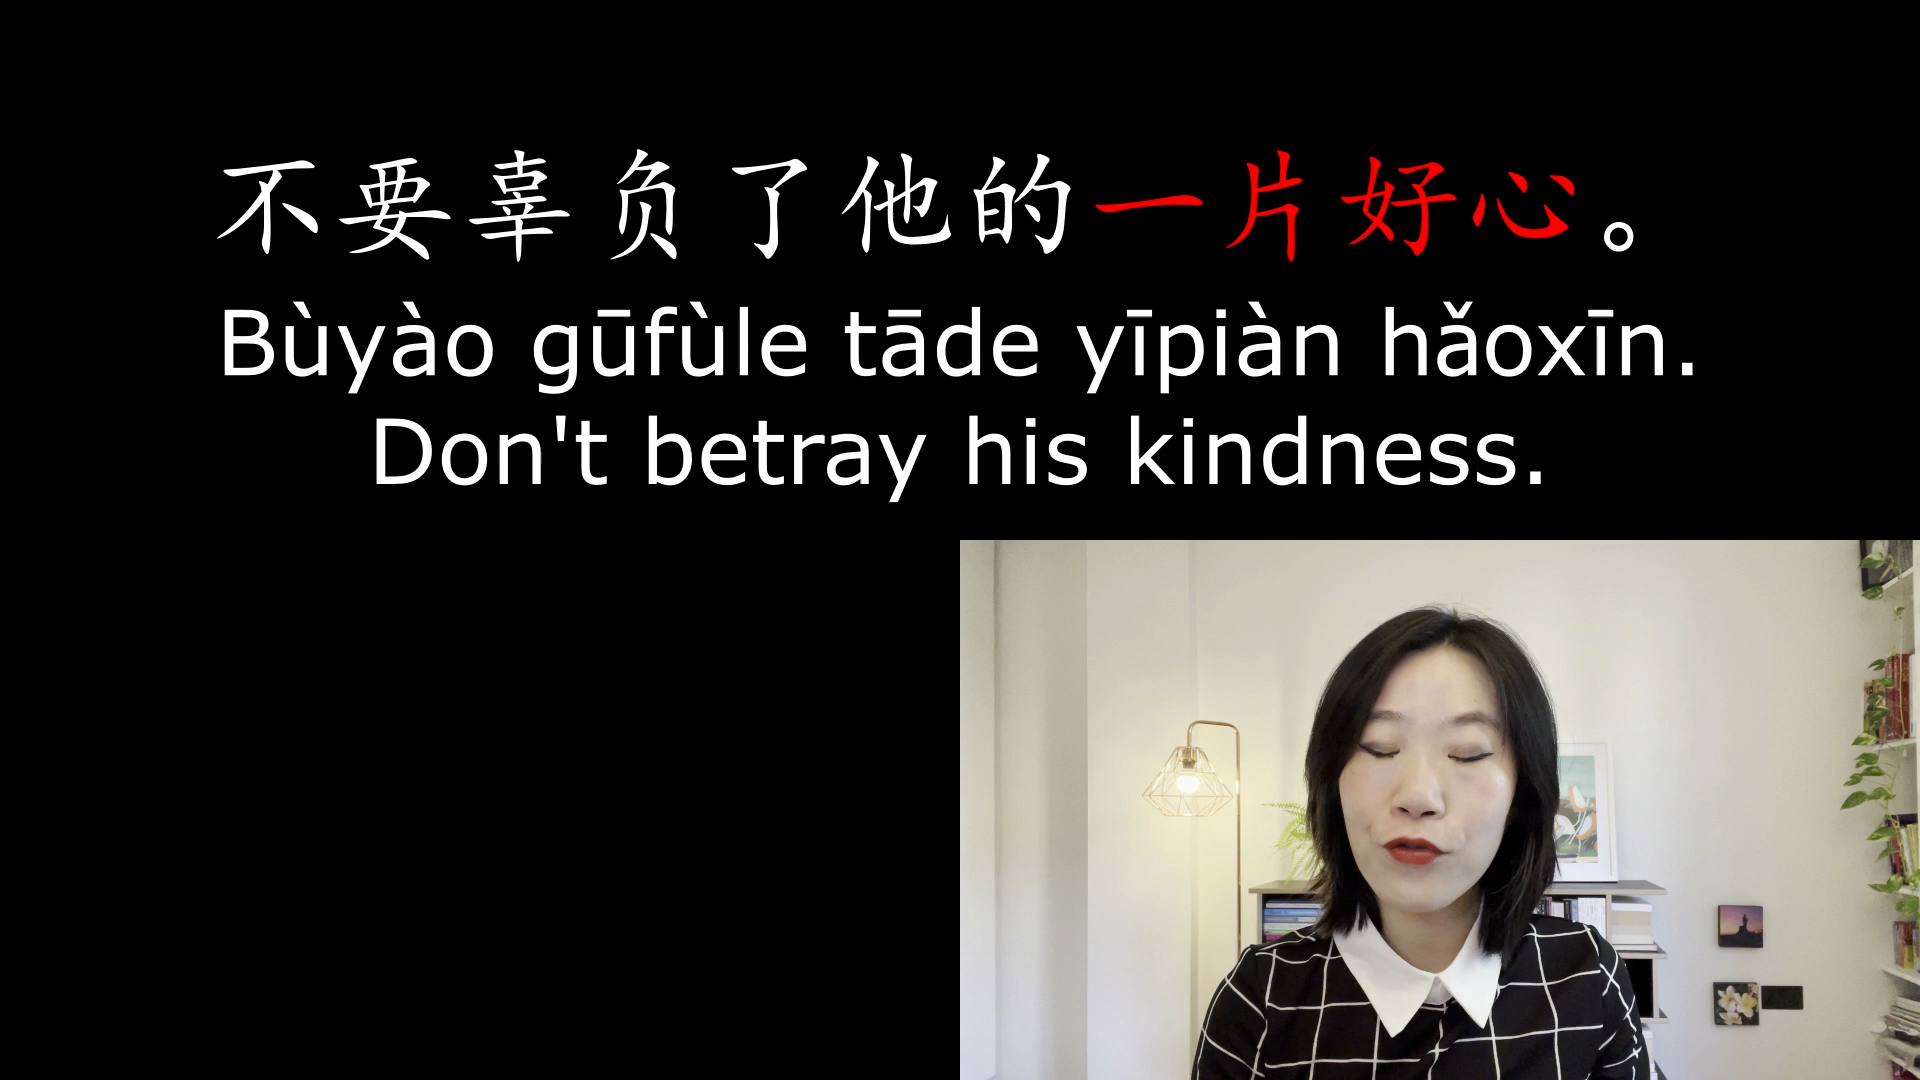 不要辜负了他的一片好心。
Bùyào gūfùle tāde yīpiàn hǎoxīn.
Don't betray his kindness.